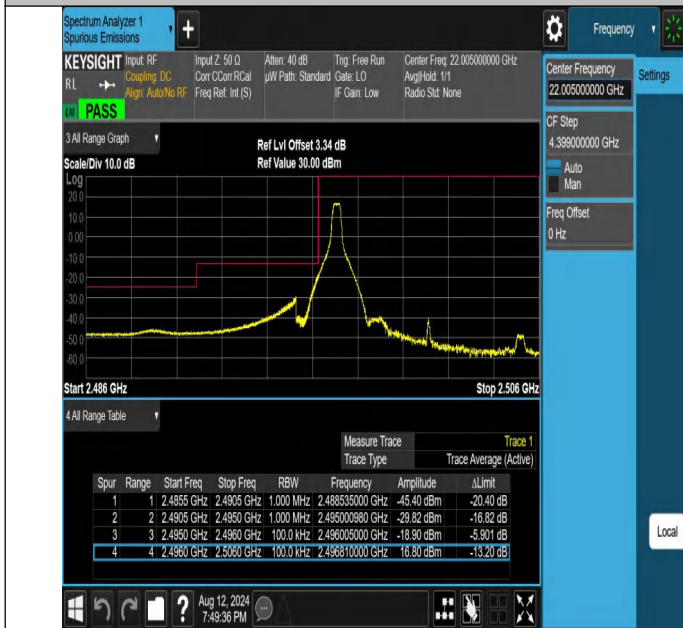 Spectrum Analyzer 1
Spurious Emissions
Frequency
KEYSIGHT Input: RF Input Z: 50 Ω Atten: 40 dB Trig: Free Run Center Freq: 22.005000000 GHz
RL Coupling: DC Corr CCorr RCal µW Path: Standard Gate: LO Avg|Hold: 1/1
Align: Auto/No RF Freq Ref: Int (S) IF Gain: Low Radio Std: None
PASS
Center Frequency
22.005000000 GHz
Settings
CF Step
4.399000000 GHz
Auto
Man
Freq Offset
0 Hz
3 All Range Graph
Scale/Div 10.0 dB
Ref Lvl Offset 3.34 dB
Ref Value 30.00 dBm
Log
20.0
10.0
0.00
-10.0
-20.0
-30.0
-40.0
-50.0
-60.0
Start 2.486 GHz Stop 2.506 GHz
4 All Range Table
Measure Trace Trace 1
Trace Type Trace Average (Active)
Spur Range Start Freq Stop Freq RBW Frequency Amplitude ΔLimit
1 1 2.4855 GHz 2.4905 GHz 1.000 MHz 2.488535000 GHz -45.40 dBm -20.40 dB
2 2 2.4905 GHz 2.4950 GHz 1.000 MHz 2.495000980 GHz -29.82 dBm -16.82 dB
3 3 2.4950 GHz 2.4960 GHz 100.0 kHz 2.496005000 GHz -18.90 dBm -5.901 dB
4 4 2.4960 GHz 2.5060 GHz 100.0 kHz 2.496810000 GHz 16.80 dBm -13.20 dB
Local
Aug 12, 2024
7:49:36 PM